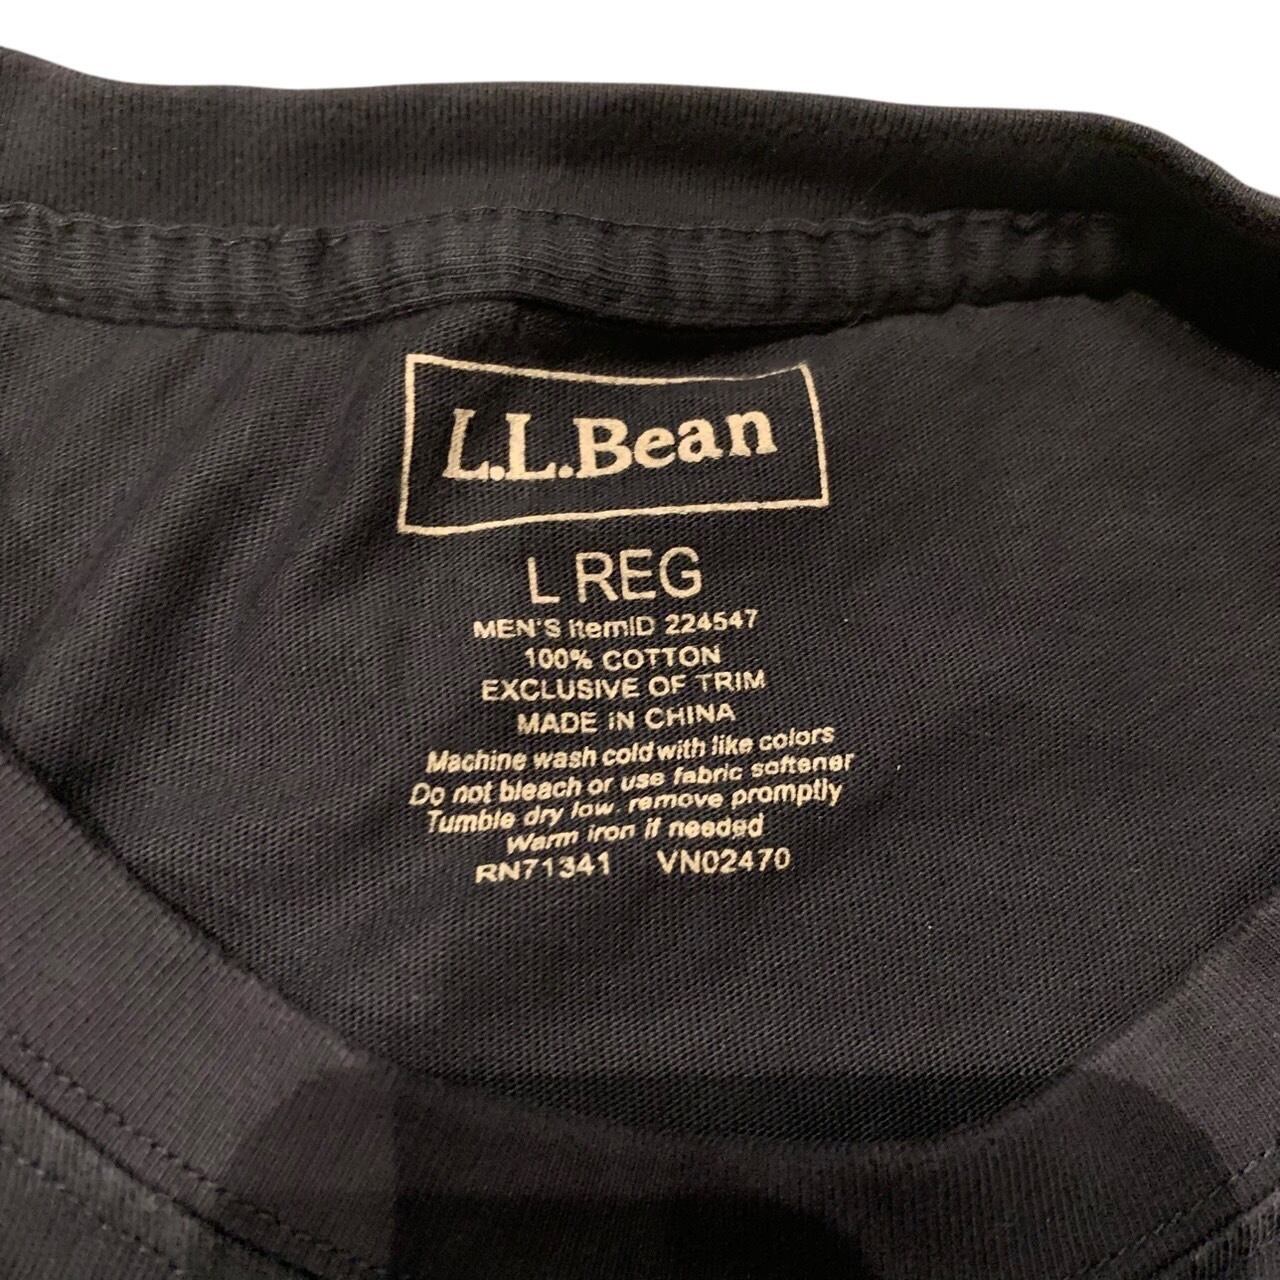 L.L.Bean
L REG
MEN'S ItemID 224547
100% COTTON
EXCLUSIVE OF TRIM
MADE IN CHINA
Machine wash cold with like colors
Do not bleach or use fabric softener
Tumble dry low, remove promptly
Warm iron if needed
RN71341 VN02470